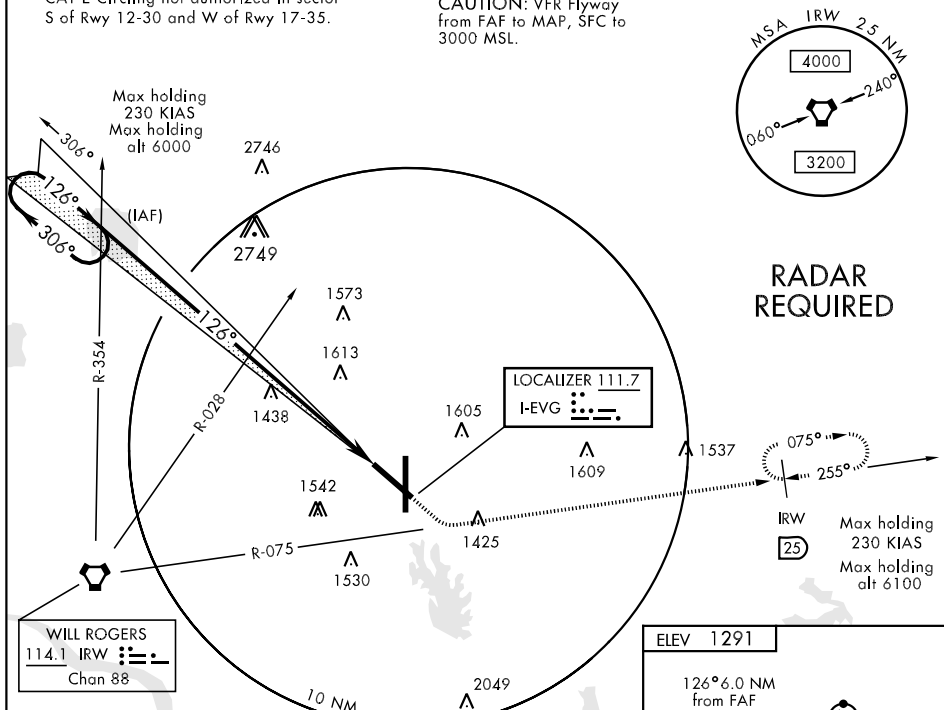 CAT E Circling not authorized in sector
S of Rwy 12-30 and W of Rwy 17-35.
CAUTION: VFR Flyway
from FAF to MAP, SFC to
3000 MSL.
MSA IRW 25 NM
4000
240°
060°
3200
Max holding
230 KIAS
Max holding
alt 6000
306°
126°
(IAF)
306°
2746
2749
RADAR
REQUIRED
1573
126°
1613
R-354
R-028
1438
LOCALIZER 111.7
I-EVG
1605
1609
1537
075°
255°
1542
1425
R-075
1530
IRW
25
Max holding
230 KIAS
Max holding
alt 6100
WILL ROGERS
114.1 IRW
Chan 88
10 NM
2049
ELEV 1291
126° 6.0 NM
from FAF